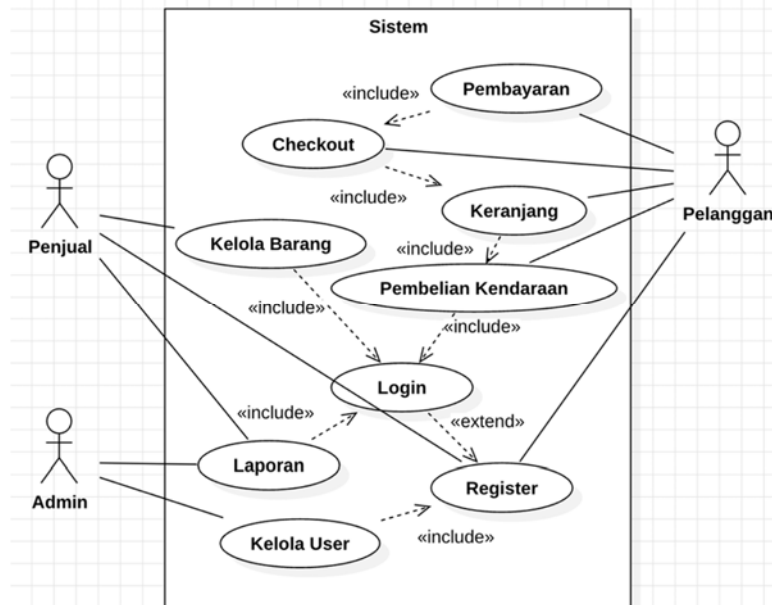 Sistem
Pembayaran
«include»
Checkout
«include»
Keranjang
Pelanggan
Penjual
Kelola Barang
«include»
Pembelian Kendaraan
«include»
«include»
Login
«include»
«extend»
Laporan
Register
Admin
Kelola User
«include»